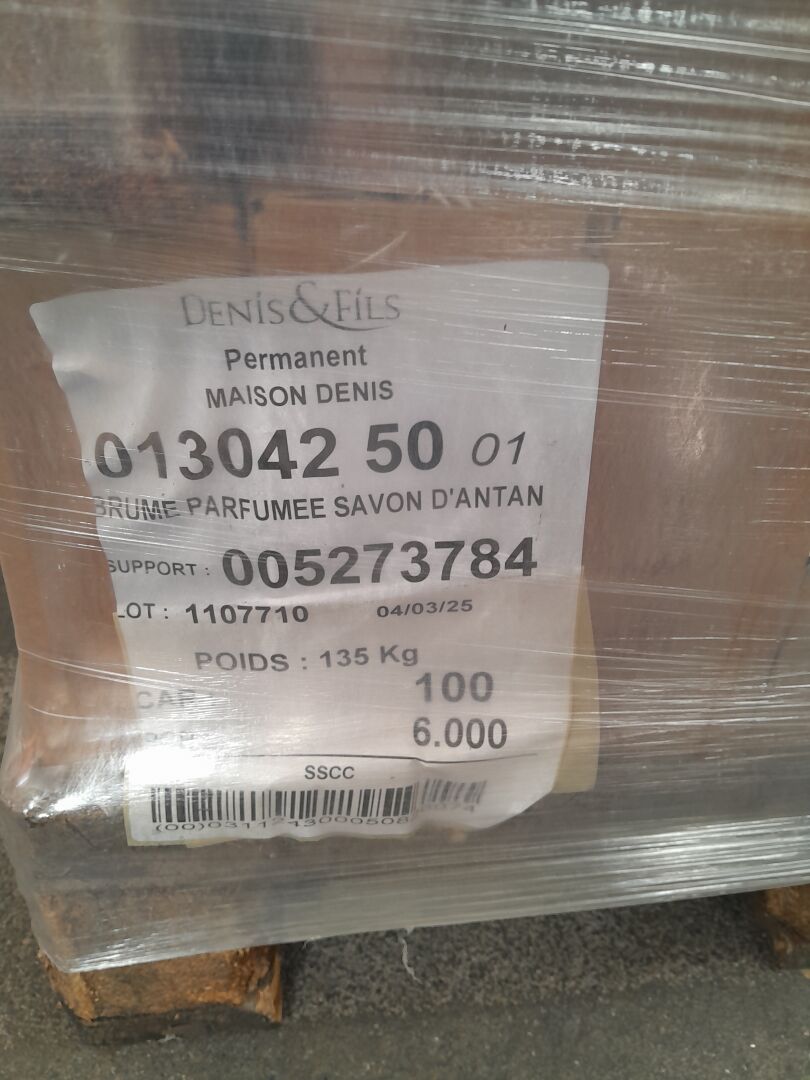 DENIS&FILS
Permanent
MAISON DENIS
013042 50 01
BRUME PARFUMEE SAVON D'ANTAN
SUPPORT : 005273784
LOT : 1107710 04/03/25
POIDS : 135 Kg
CAR 100
6.000
SSCC